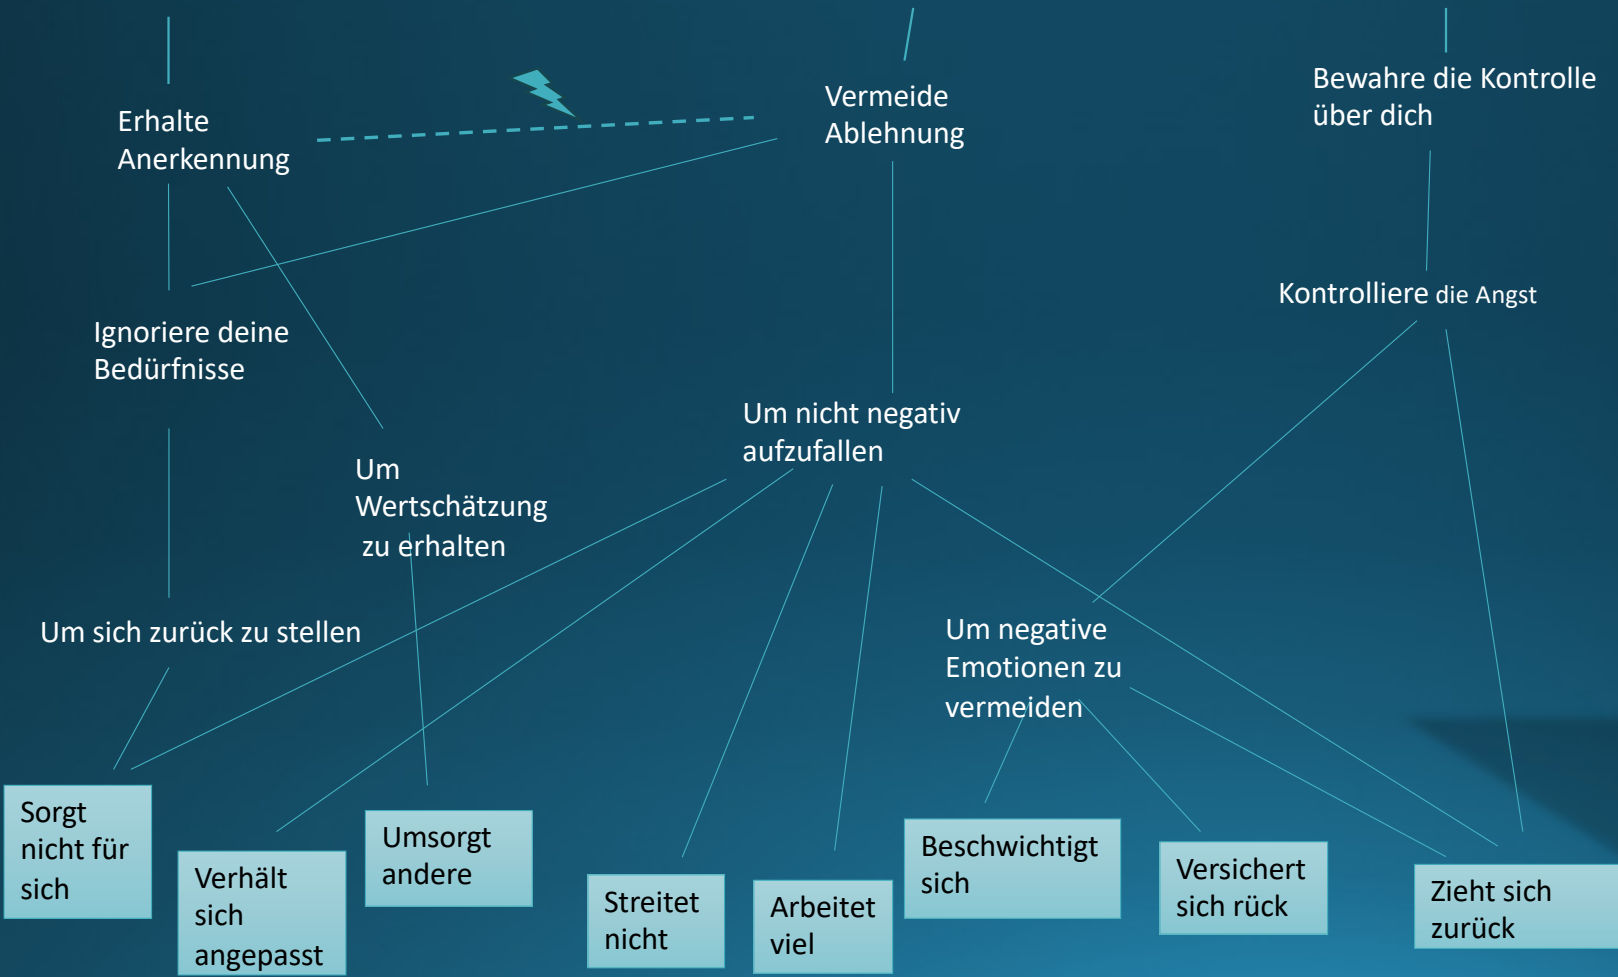 Erhalte
Anerkennung
Vermeide
Ablehnung
Bewahre die Kontrolle
über dich
Kontrolliere die Angst
Ignoriere deine
Bedürfnisse
Um nicht negativ
aufzufallen
Um
Wertschätzung
zu erhalten
Um sich zurück zu stellen
Um negative
Emotionen zu
vermeiden
Sorgt
nicht für
sich
Verhält
sich
angepasst
Umsorgt
andere
Streitet
nicht
Arbeitet
viel
Beschwichtigt
sich
Versichert
sich rück
Zieht sich
zurück